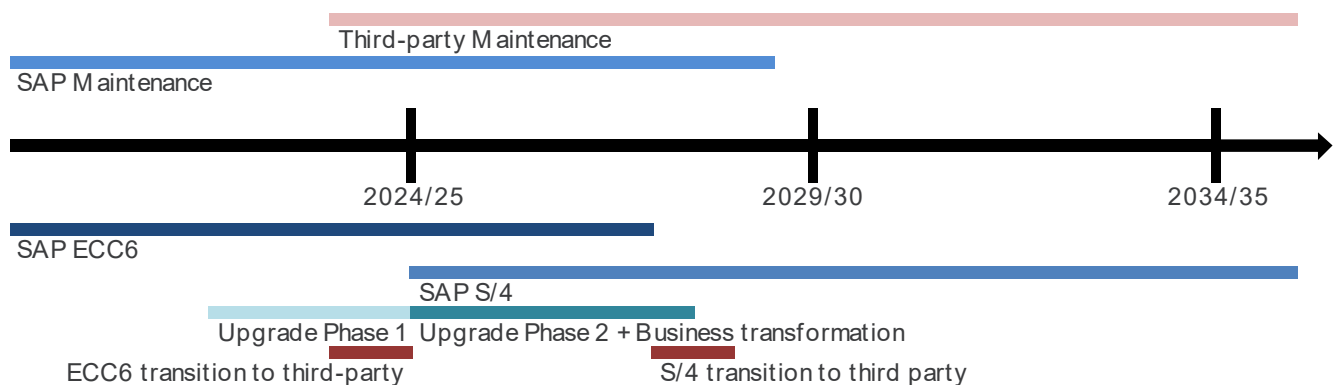 Third-party Maintenance
SAP Maintenance
2024/25
2029/30
2034/35
SAP ECC6
SAP S/4
Upgrade Phase 1
Upgrade Phase 2 + Business transformation
ECC6 transition to third-party
S/4 transition to third party